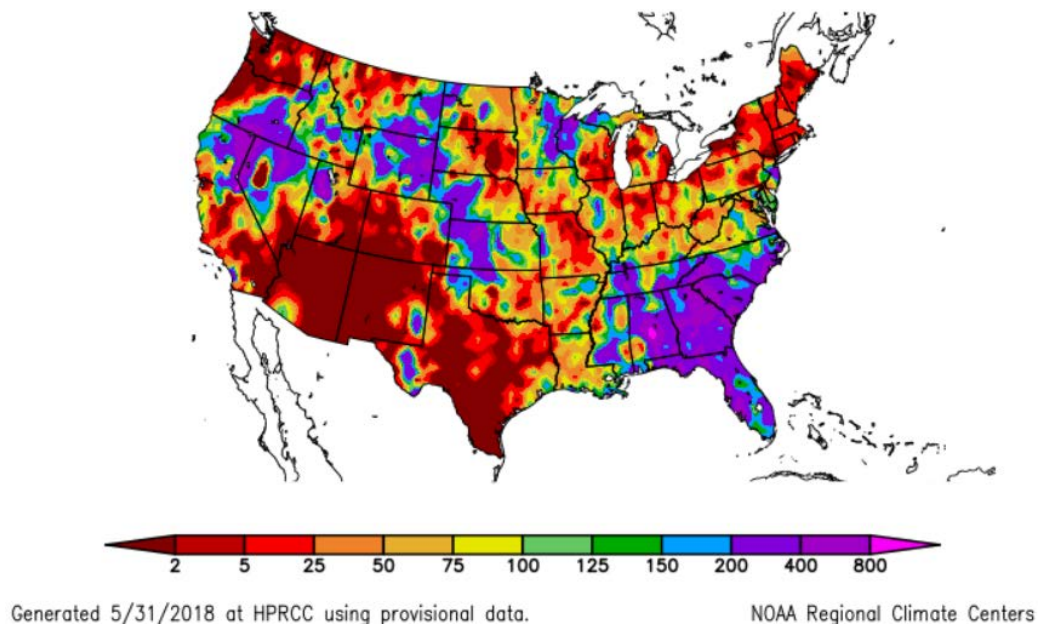 2 5 25 50 75 100 125 150 200 400 800
Generated 5/31/2018 at HPRCC using provisional data. NOAA Regional Climate Centers